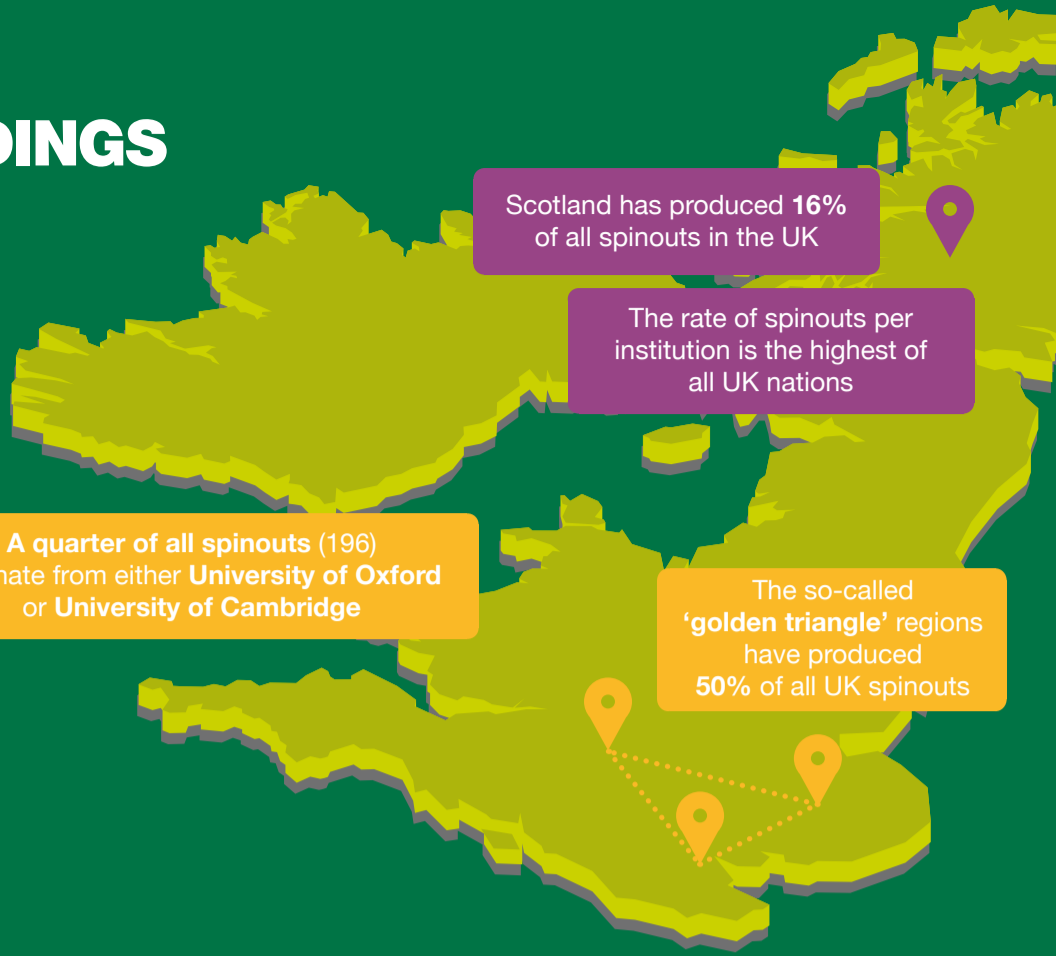 DINGS
Scotland has produced 16%
of all spinouts in the UK
The rate of spinouts per
institution is the highest of
all UK nations
A quarter of all spinouts (196)
nate from either University of Oxford
or University of Cambridge
The so-called
‘golden triangle’ regions
have produced
50% of all UK spinouts